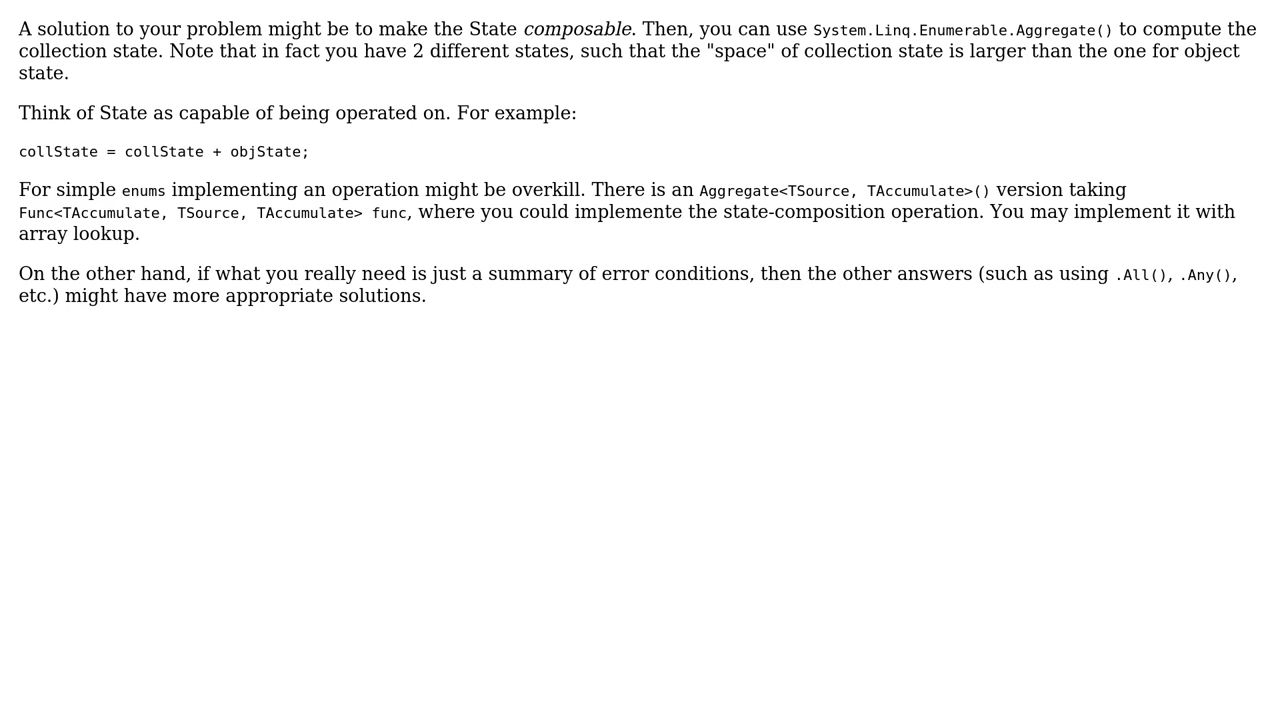 A solution to your problem might be to make the State composable. Then, you can use System.Linq.Enumerable.Aggregate() to compute the
collection state. Note that in fact you have 2 different states, such that the "space" of collection state is larger than the one for object
state.
Think of State as capable of being operated on. For example:
collState = collState + objState;
For simple enums implementing an operation might be overkill. There is an Aggregate<TSource, TAccumulate>() version taking
Func<TAccumulate, TSource, TAccumulate> func, where you could implemente the state-composition operation. You may implement it with
array lookup.
On the other hand, if what you really need is just a summary of error conditions, then the other answers (such as using .All(), .Any(),
etc.) might have more appropriate solutions.